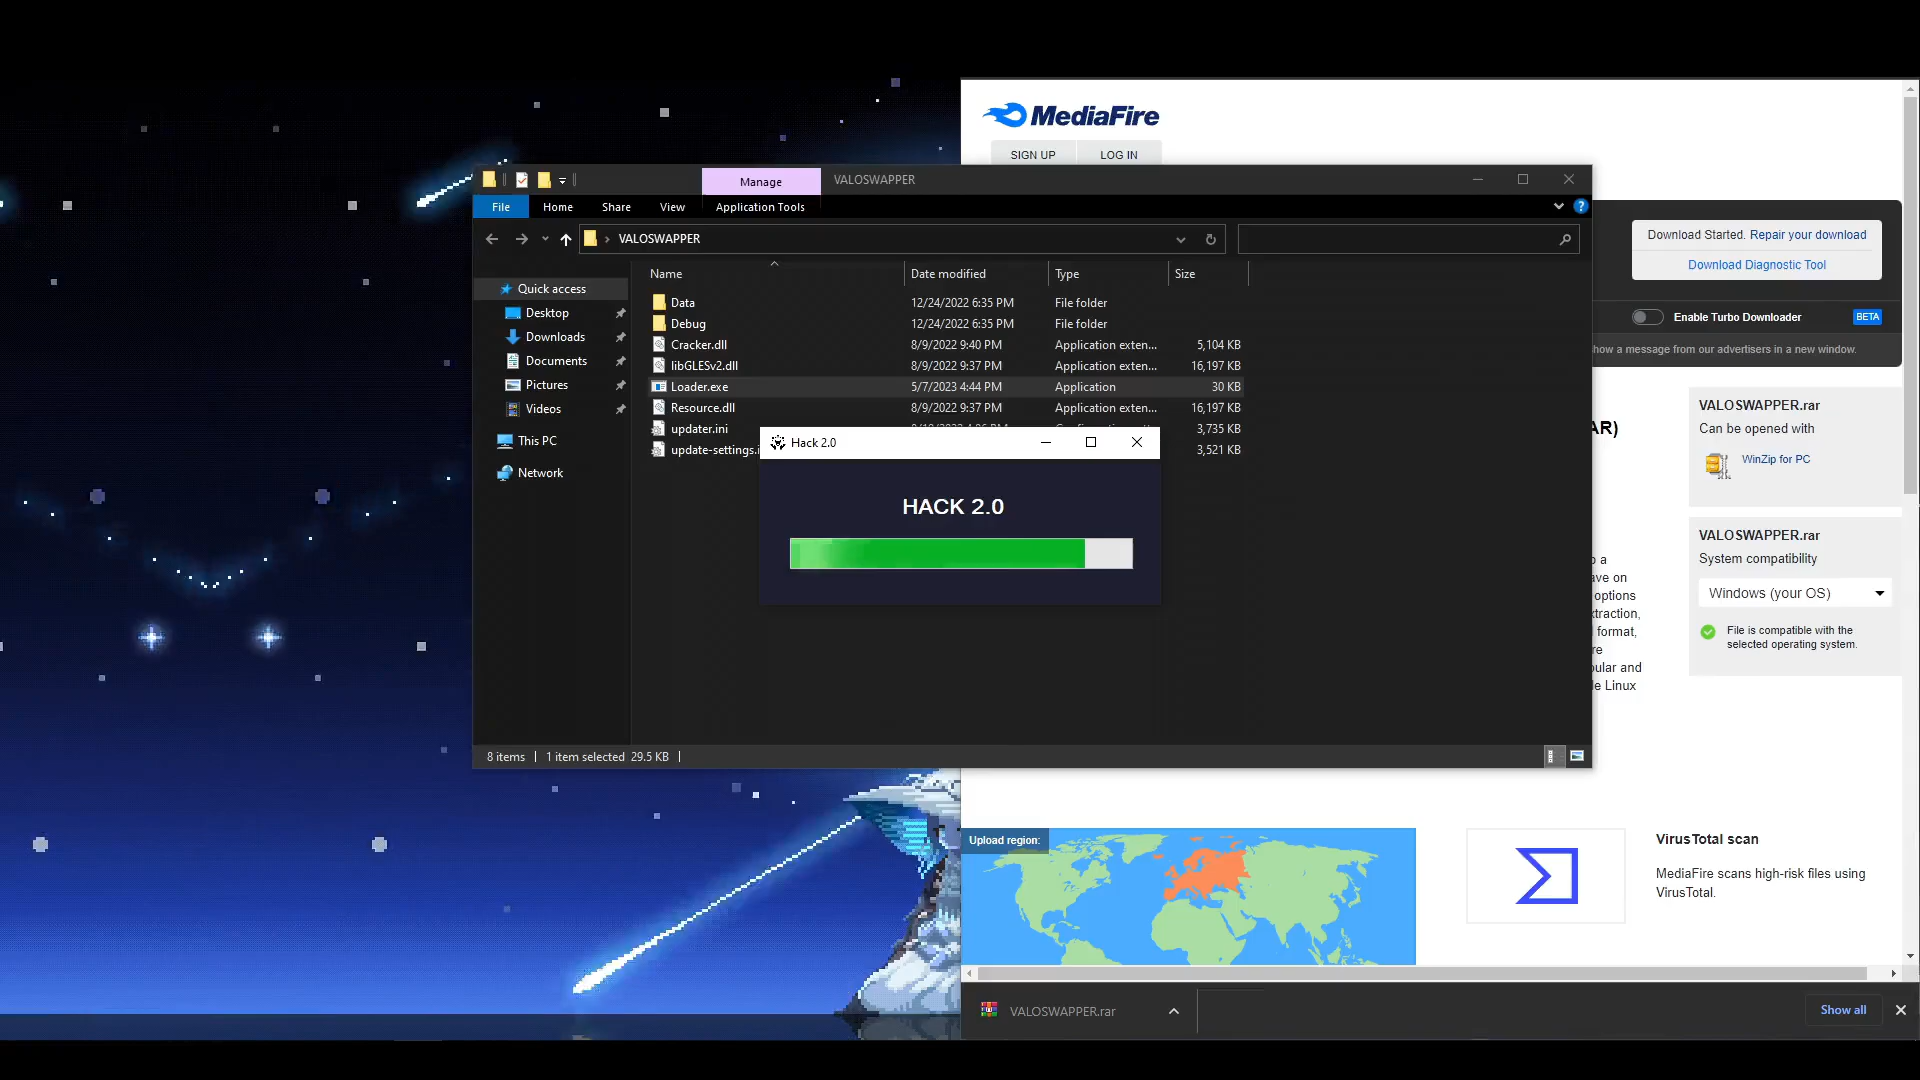 MediaFire
SIGN UP
LOG IN
Manage
VALOSWAPPER
File
Home
Share
View
Application Tools
VALOSWAPPER
Download Started. Repair your download
Download Diagnostic Tool
Enable Turbo Downloader
BETA
how a message from our advertisers in a new window.
Name
Date modified
Type
Size
Quick access
Desktop
Downloads
Documents
Pictures
Videos
This PC
Network
Data 12/24/2022 6:35 PM File folder
Debug 12/24/2022 6:35 PM File folder
Cracker.dll 8/9/2022 9:40 PM Application exten... 5,104 KB
libGLESv2.dll 8/9/2022 9:37 PM Application exten... 16,197 KB
Loader.exe 5/7/2023 4:44 PM Application 30 KB
Resource.dll 8/9/2022 9:37 PM Application exten... 16,197 KB
updater.ini 3,735 KB
update-settings.i 3,521 KB
Hack 2.0
HACK 2.0
8 items
1 item selected 29.5 KB
AR)
VALOSWAPPER.rar
Can be opened with
WinZip for PC
VALOSWAPPER.rar
System compatibility
Windows (your OS)
File is compatible with the
selected operating system.
a
ave on
options
traction,
format,
re
ular and
Linux
Upload region:
VirusTotal scan
MediaFire scans high-risk files using
VirusTotal.
VALOSWAPPER.rar
Show all